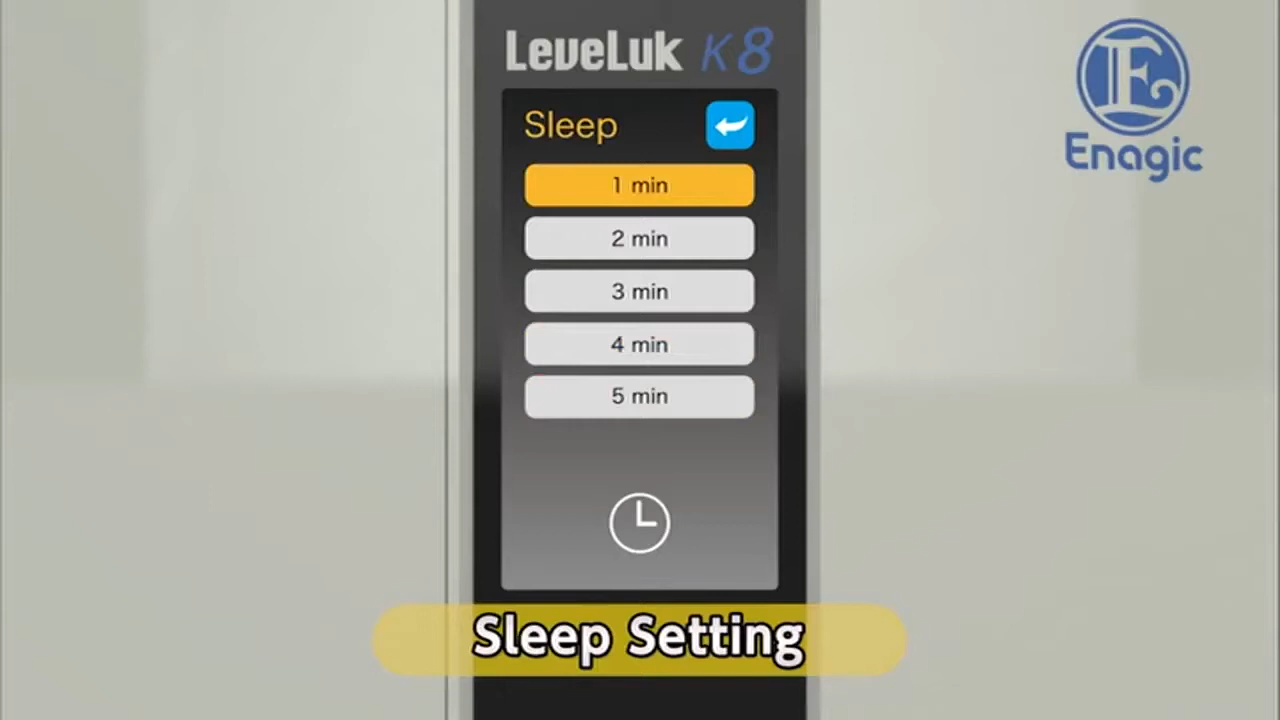 LeveLuk K8
Enagic
Sleep
1 min
2 min
3 min
4 min
5 min
Sleep Setting